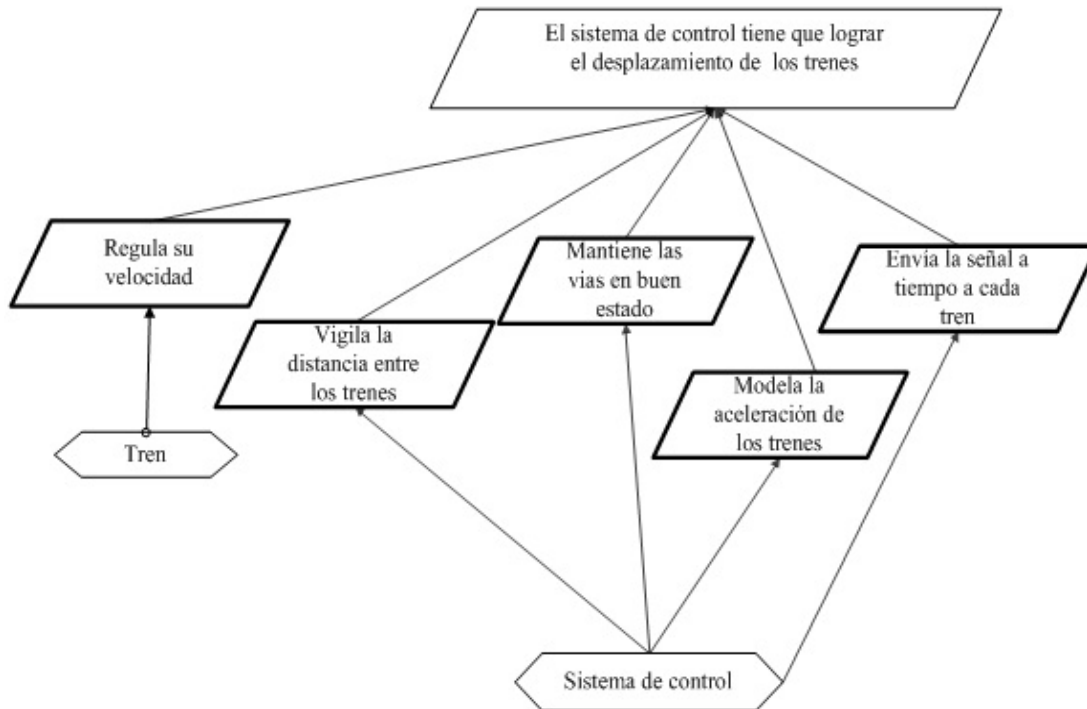 El sistema de control tiene que lograr
el desplazamiento de los trenes
Regula su
velocidad
Mantiene las
vias en buen
estado
Envía la señal a
tiempo a cada
tren
Vigila la
distancia entre
los trenes
Modela la
aceleración de
los trenes
Tren
Sistema de control